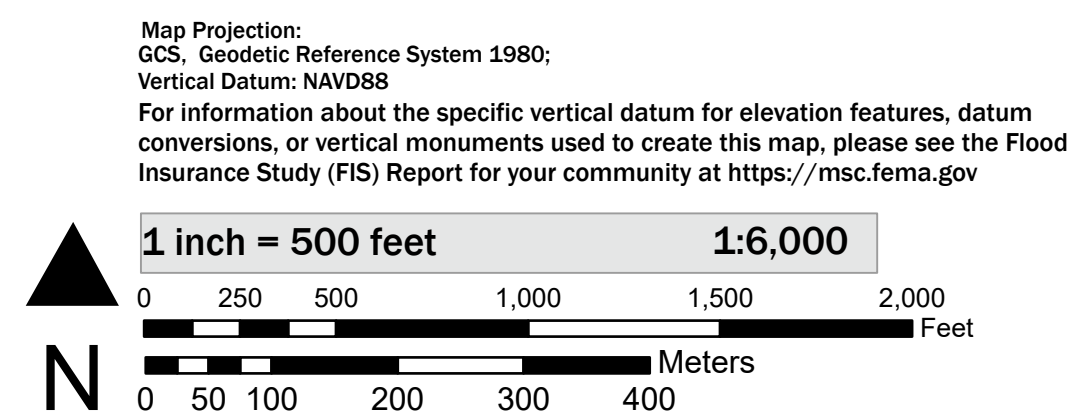 Map Projection:
GCS, Geodetic Reference System 1980;
Vertical Datum: NAVD88
For information about the specific vertical datum for elevation features, datum
conversions, or vertical monuments used to create this map, please see the Flood
Insurance Study (FIS) Report for your community at https://msc.fema.gov
1 inch = 500 feet 1:6,000
0 250 500 1,000 1,500 2,000
Feet
Meters
N
0 50 100 200 300 400